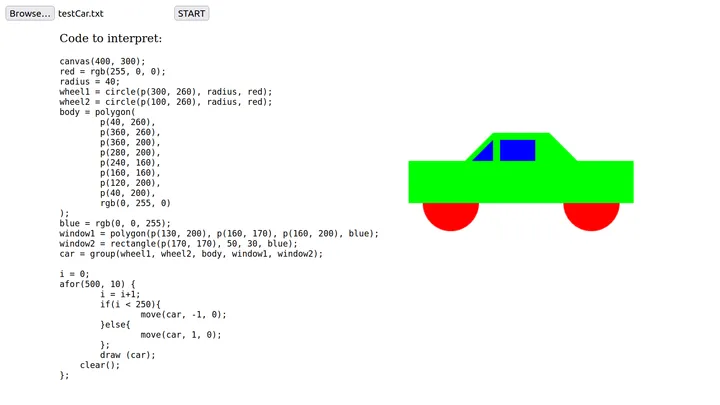 Browse... testCar.txt START
Code to interpret:
canvas(400, 300);
red = rgb(255, 0, 0);
radius = 40;
wheel1 = circle(p(300, 260), radius, red);
wheel2 = circle(p(100, 260), radius, red);
body = polygon(
p(40, 260),
p(360, 260),
p(360, 200),
p(280, 200),
p(240, 160),
p(160, 160),
p(120, 200),
p(40, 200),
rgb(0, 255, 0)
);
blue = rgb(0, 0, 255);
window1 = polygon(p(130, 200), p(160, 170), p(160, 200), blue);
window2 = rectangle(p(170, 170), 50, 30, blue);
car = group(wheel1, wheel2, body, window1, window2);
i = 0;
afor(500, 10) {
i = i+1;
if(i < 250){
move(car, -1, 0);
}else{
move(car, 1, 0);
};
draw (car);
clear();
};